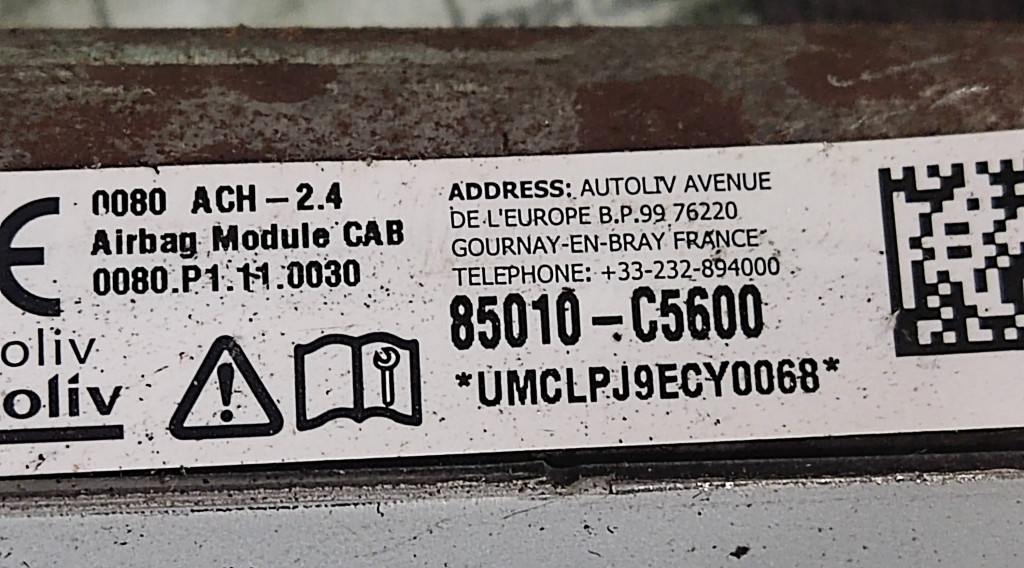 0080 ACH-2.4
Airbag Module CAB
0080.P1.11.0030
oliv
oliv
ADDRESS: AUTOLIV AVENUE
DE L'EUROPE B.P.99 76220
GOURNAY-EN-BRAY FRANCE
TELEPHONE: +33-232-894000
85010-C5600
*UMCLPJ9ECY0068*